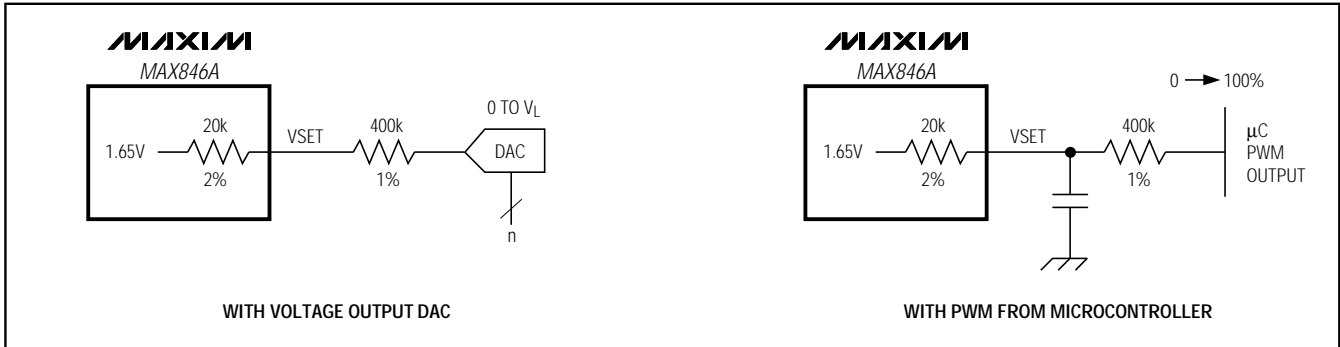 MAXIM
MAX846A
1.65V
20k
2%
VSET
400k
1%
0 TO VL
DAC
n
WITH VOLTAGE OUTPUT DAC
MAXIM
MAX846A
1.65V
20k
2%
VSET
400k
1%
0 → 100%
µC
PWM
OUTPUT
WITH PWM FROM MICROCONTROLLER